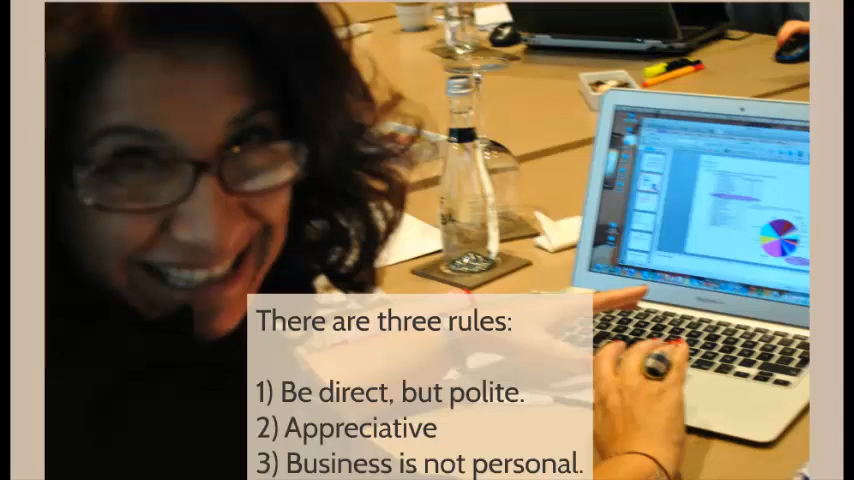 There are three rules:
1) Be direct, but polite.
2) Appreciative
3) Business is not personal.